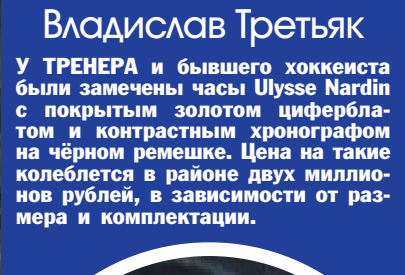 Владислав Третьяк
У ТРЕНЕРА и бывшего хоккеиста
были замечены часы Ulysse Nardin
с покрытым золотом цифербла-
том и контрастным хронографом
на чёрном ремешке. Цена на такие
колеблется в районе двух миллио-
нов рублей, в зависимости от раз-
мера и комплектации.